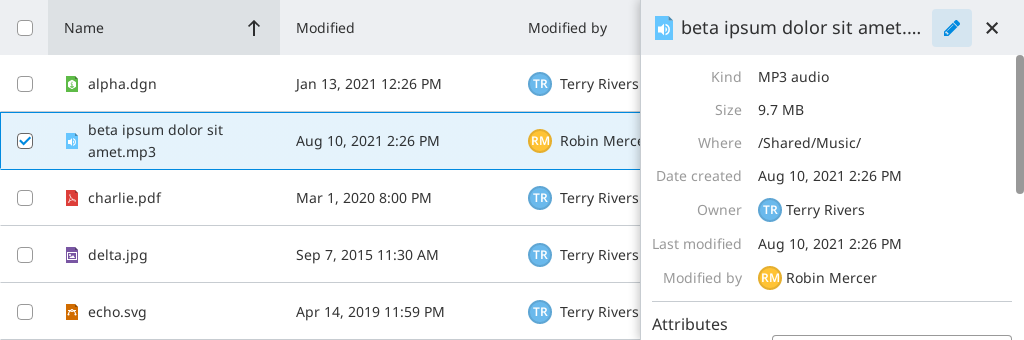 Name Modified Modified by
alpha.dgn Jan 13, 2021 12:26 PM TR Terry Rivers
beta ipsum dolor sit
amet.mp3 Aug 10, 2021 2:26 PM RM Robin Merce
charlie.pdf Mar 1, 2020 8:00 PM TR Terry Rivers
delta.jpg Sep 7, 2015 11:30 AM TR Terry Rivers
echo.svg Apr 14, 2019 11:59 PM TR Terry Rivers
beta ipsum dolor sit amet....
Kind MP3 audio
Size 9.7 MB
Where /Shared/Music/
Date created Aug 10, 2021 2:26 PM
Owner TR Terry Rivers
Last modified Aug 10, 2021 2:26 PM
Modified by RM Robin Mercer
Attributes